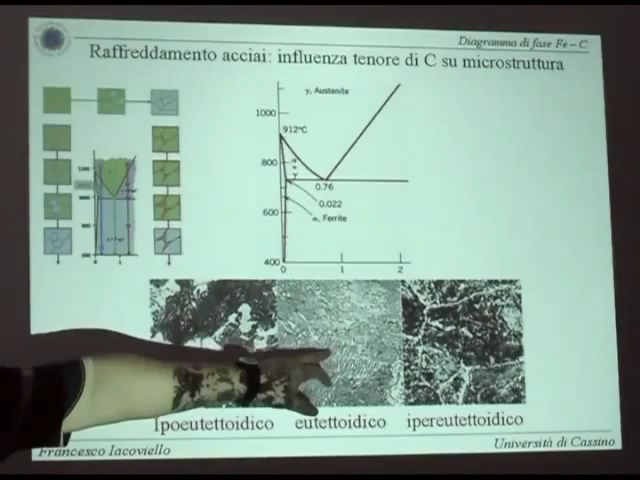 Diagramma di fase Fe – C
Raffreddamento acciai: influenza tenore di C su microstruttura
γ, Austenite
1000
912°C
α
+
γ
800
0.76
0.022
600
α, Ferrite
400
0
1
2
Ipoeutettoidico eutettoidico ipereutettoidico
Francesco Iacoviello
Università di Cassino